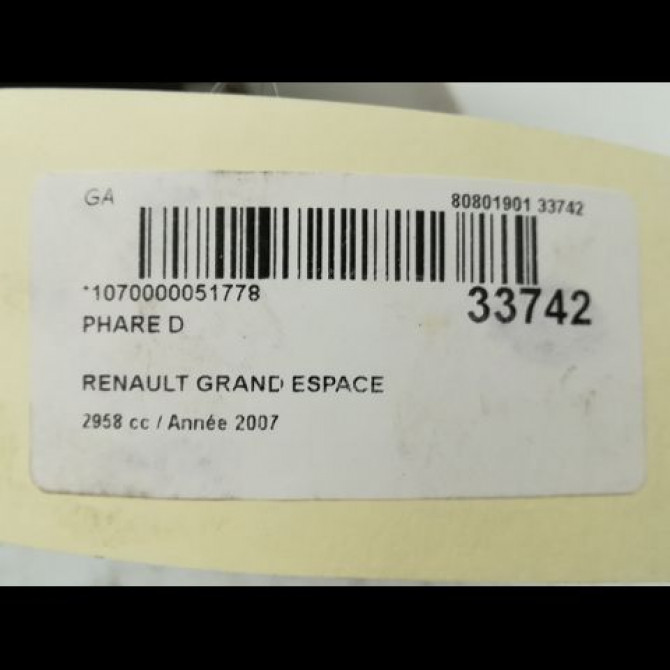 GA 80801901 33742
*1070000051778 33742
PHARE D
RENAULT GRAND ESPACE
2958 cc / Année 2007